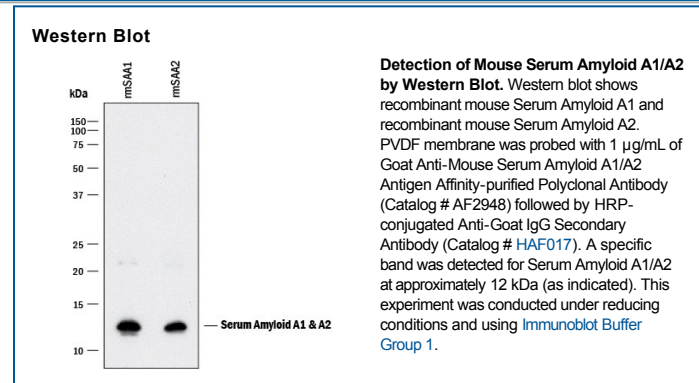 Western Blot
rmSAA1
rmSAA2
kDa
150
100
75
50
37
25
20
15
10
Serum Amyloid A1 & A2
Detection of Mouse Serum Amyloid A1/A2
by Western Blot. Western blot shows
recombinant mouse Serum Amyloid A1 and
recombinant mouse Serum Amyloid A2.
PVDF membrane was probed with 1 µg/mL of
Goat Anti-Mouse Serum Amyloid A1/A2
Antigen Affinity-purified Polyclonal Antibody
(Catalog # AF2948) followed by HRP-
conjugated Anti-Goat IgG Secondary
Antibody (Catalog # HAF017). A specific
band was detected for Serum Amyloid A1/A2
at approximately 12 kDa (as indicated). This
experiment was conducted under reducing
conditions and using Immunoblot Buffer
Group 1.